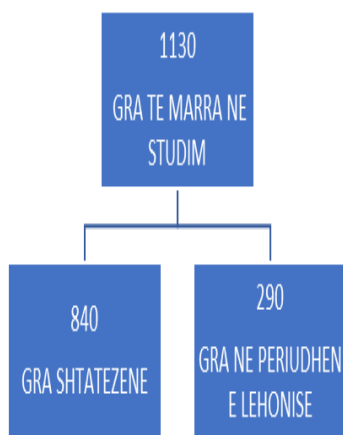 1130
GRA TE MARRA NE
STUDIM
840
GRA SHTATEZENE
290
GRA NE PERIUDHEN
E LEHONISE